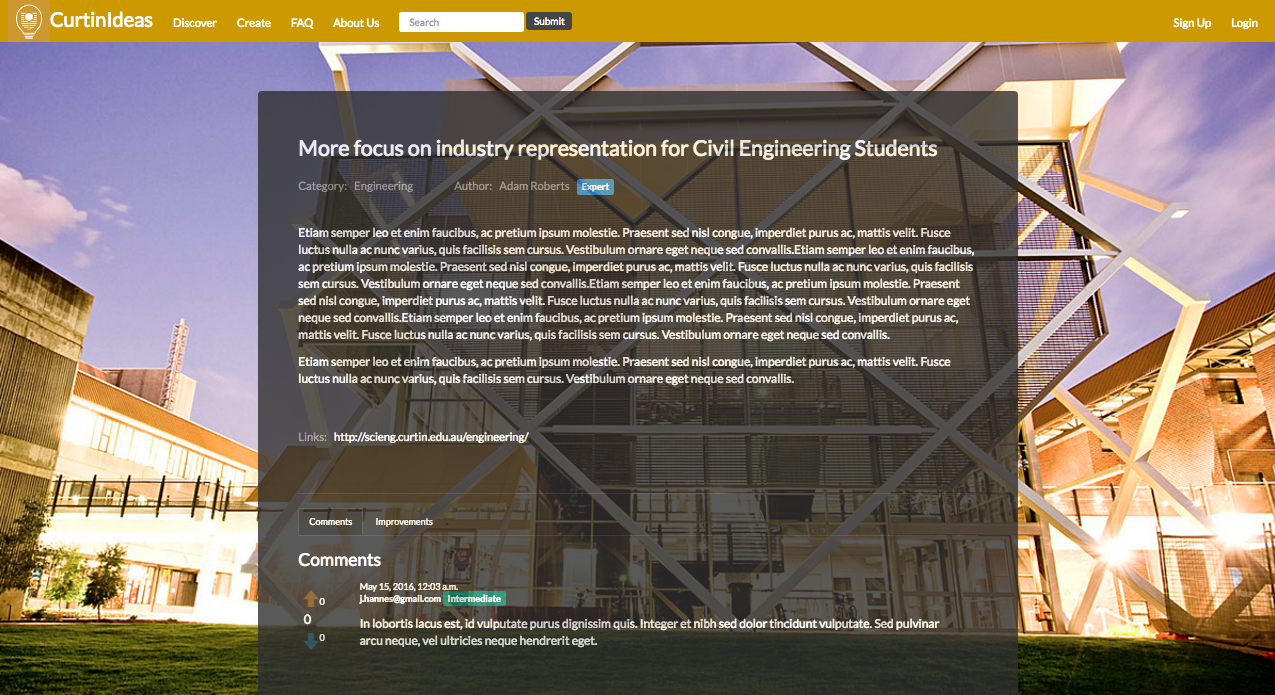 CurtinIdeas Discover Create FAQ About Us Search Submit Sign Up Login
More focus on industry representation for Civil Engineering Students
Category: Engineering Author: Adam Roberts Expert
Etiam semper leo et enim faucibus, ac pretium ipsum molestie. Praesent sed nisl congue, imperdiet purus ac, mattis velit. Fusce
luctus nulla ac nunc varius, quis facilisis sem cursus. Vestibulum ornare eget neque sed convallis.Etiam semper leo et enim faucibus,
ac pretium ipsum molestie. Praesent sed nisl congue, imperdiet purus ac, mattis velit. Fusce luctus nulla ac nunc varius, quis facilisis
sem cursus. Vestibulum ornare eget neque sed convallis.Etiam semper leo et enim faucibus, ac pretium ipsum molestie. Praesent
sed nisl congue, imperdiet purus ac, mattis velit. Fusce luctus nulla ac nunc varius, quis facilisis sem cursus. Vestibulum ornare eget
neque sed convallis.Etiam semper leo et enim faucibus, ac pretium ipsum molestie. Praesent sed nisl congue, imperdiet purus ac,
mattis velit. Fusce luctus nulla ac nunc varius, quis facilisis sem cursus. Vestibulum ornare eget neque sed convallis.
Etiam semper leo et enim faucibus, ac pretium ipsum molestie. Praesent sed nisl congue, imperdiet purus ac, mattis velit. Fusce
luctus nulla ac nunc varius, quis facilisis sem cursus. Vestibulum ornare eget neque sed convallis.
Links: http://scieng.curtin.edu.au/engineering/
Comments Improvements
Comments
May 15, 2016, 12:03 a.m.
0 j.hannes@gmail.com Intermediate
0
In lobortis lacus est, id vulputate purus dignissim quis. Integer et nibh sed dolor tincidunt vulputate. Sed pulvinar
0 arcu neque, vel ultricies neque hendrerit eget.